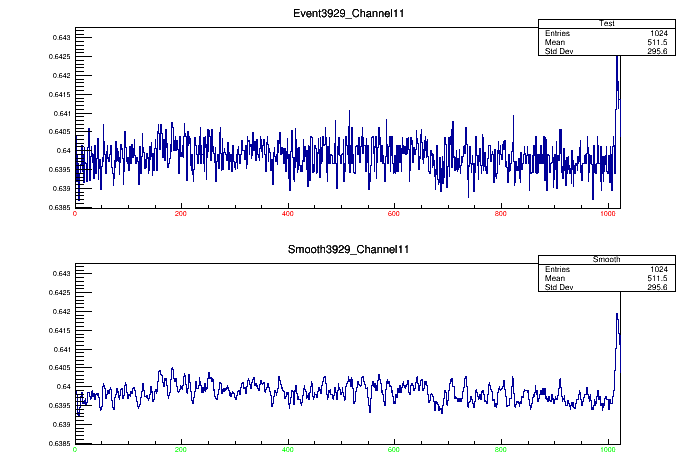 Event3929_Channel11
Test
Entries 1024
Mean 511.5
Std Dev 295.6
0.643
0.6425
0.642
0.6415
0.641
0.6405
0.64
0.6395
0.639
0.6385
0 200 400 600 800 1000
Smooth3929_Channel11
Smooth
Entries 1024
Mean 511.5
Std Dev 295.6
0.643
0.6425
0.642
0.6415
0.641
0.6405
0.64
0.6395
0.639
0.6385
0 200 400 600 800 1000